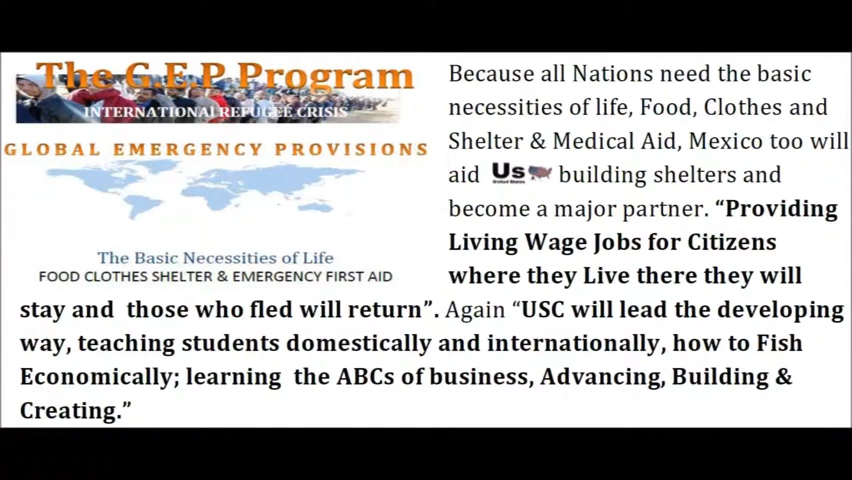 The G.E.P Program
INTERNATIONAL REFUGEE CRISIS
GLOBAL EMERGENCY PROVISIONS
The Basic Necessities of Life
FOOD CLOTHES SHELTER & EMERGENCY FIRST AID
Because all Nations need the basic
necessities of life, Food, Clothes and
Shelter & Medical Aid, Mexico too will
aid Us United States building shelters and
become a major partner. “Providing
Living Wage Jobs for Citizens
where they Live there they will
stay and those who fled will return”. Again “USC will lead the developing
way, teaching students domestically and internationally, how to Fish
Economically; learning the ABCs of business, Advancing, Building &
Creating.”